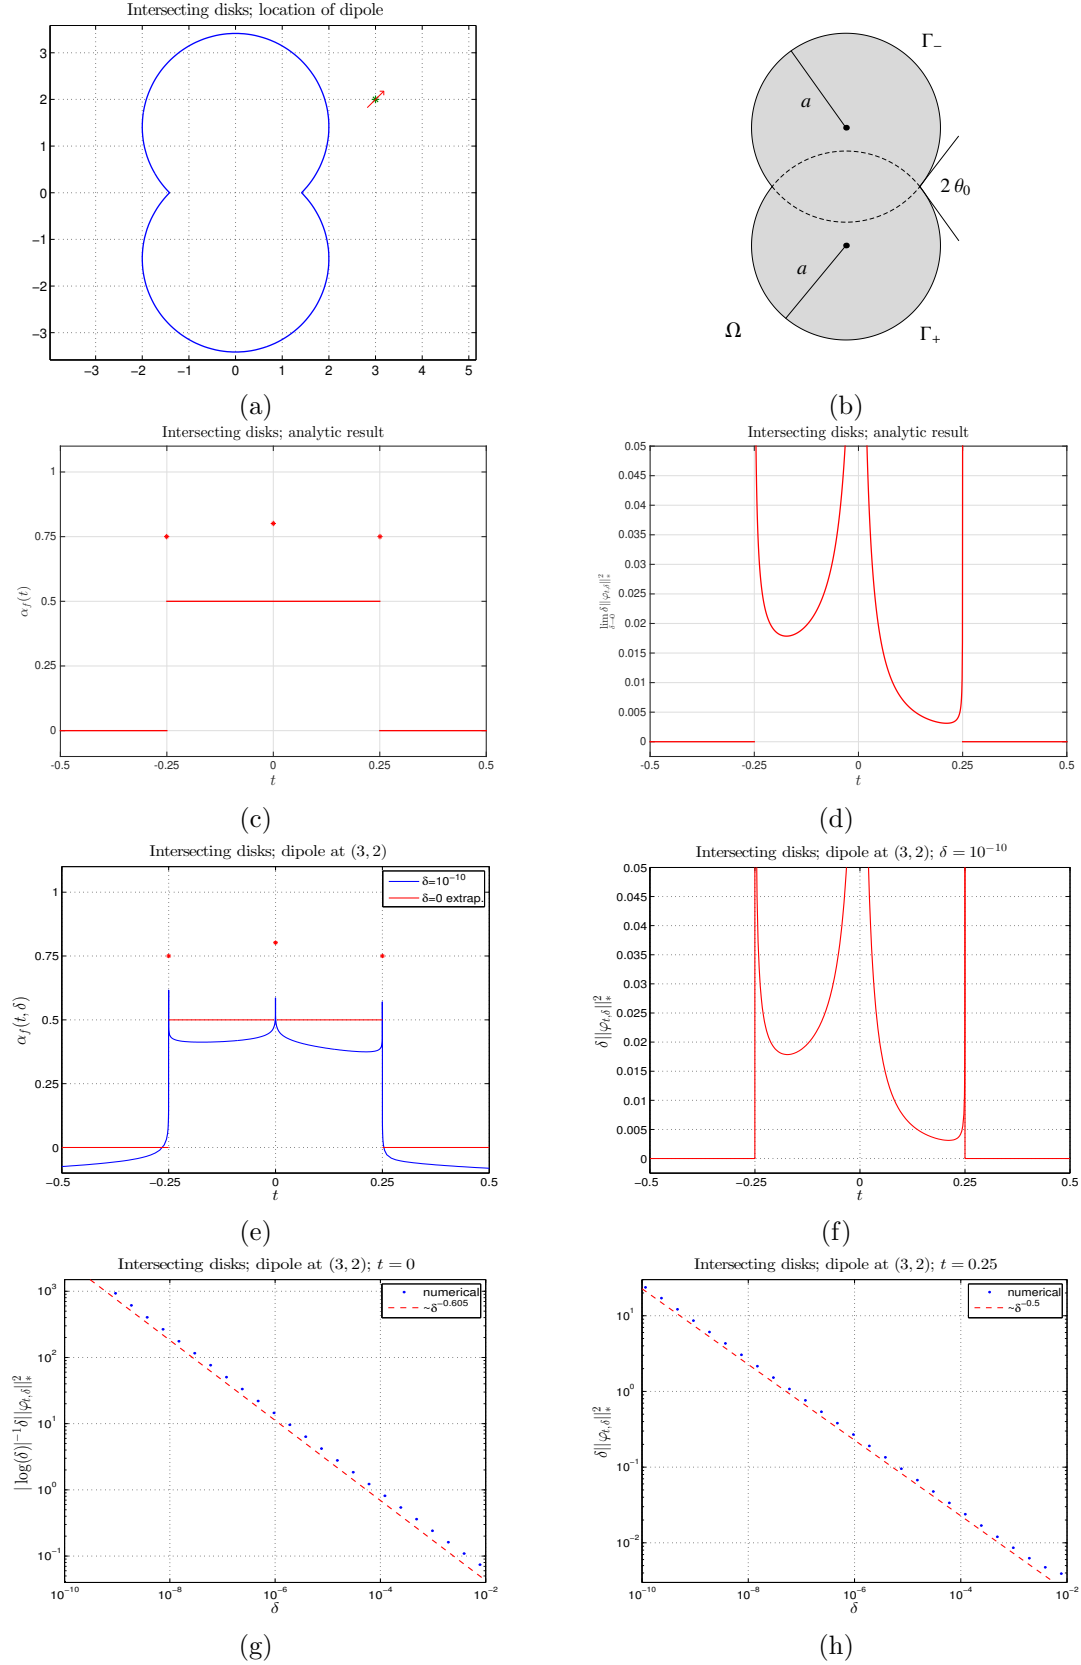 Intersecting disks; location of dipole
3
2
1
0
−1
−2
−3
−3 −2 −1 0 1 2 3 4 5
(a)
Γ−
a
2 θ0
a
Ω
Γ+
(b)
Intersecting disks; analytic result
1
0.75
0.5
0.25
0
αf(t)
-0.5 -0.25 0 0.25 0.5
t
(c)
Intersecting disks; analytic result
0.05
0.045
0.04
0.035
0.03
0.025
0.02
0.015
0.01
0.005
0
lim δ→0 δ||φt,δ||*²
-0.5 -0.25 0 0.25 0.5
t
(d)
Intersecting disks; dipole at (3, 2)
δ=10⁻¹⁰
δ=0 extrap.
1
0.75
0.5
0.25
0
αf(t, δ)
−0.5 −0.25 0 0.25 0.5
t
(e)
Intersecting disks; dipole at (3, 2); δ = 10⁻¹⁰
0.05
0.045
0.04
0.035
0.03
0.025
0.02
0.015
0.01
0.005
0
δ||φt,δ||*²
−0.5 −0.25 0 0.25 0.5
t
(f)
Intersecting disks; dipole at (3, 2); t = 0
numerical
~δ^−0.605
10³
10²
10¹
10⁰
10⁻¹
| log(δ)|⁻¹δ||φt,δ||*²
10⁻¹⁰ 10⁻⁸ 10⁻⁶ 10⁻⁴ 10⁻²
δ
(g)
Intersecting disks; dipole at (3, 2); t = 0.25
numerical
~δ^−0.5
10¹
10⁰
10⁻¹
10⁻²
δ||φt,δ||*²
10⁻¹⁰ 10⁻⁸ 10⁻⁶ 10⁻⁴ 10⁻²
δ
(h)